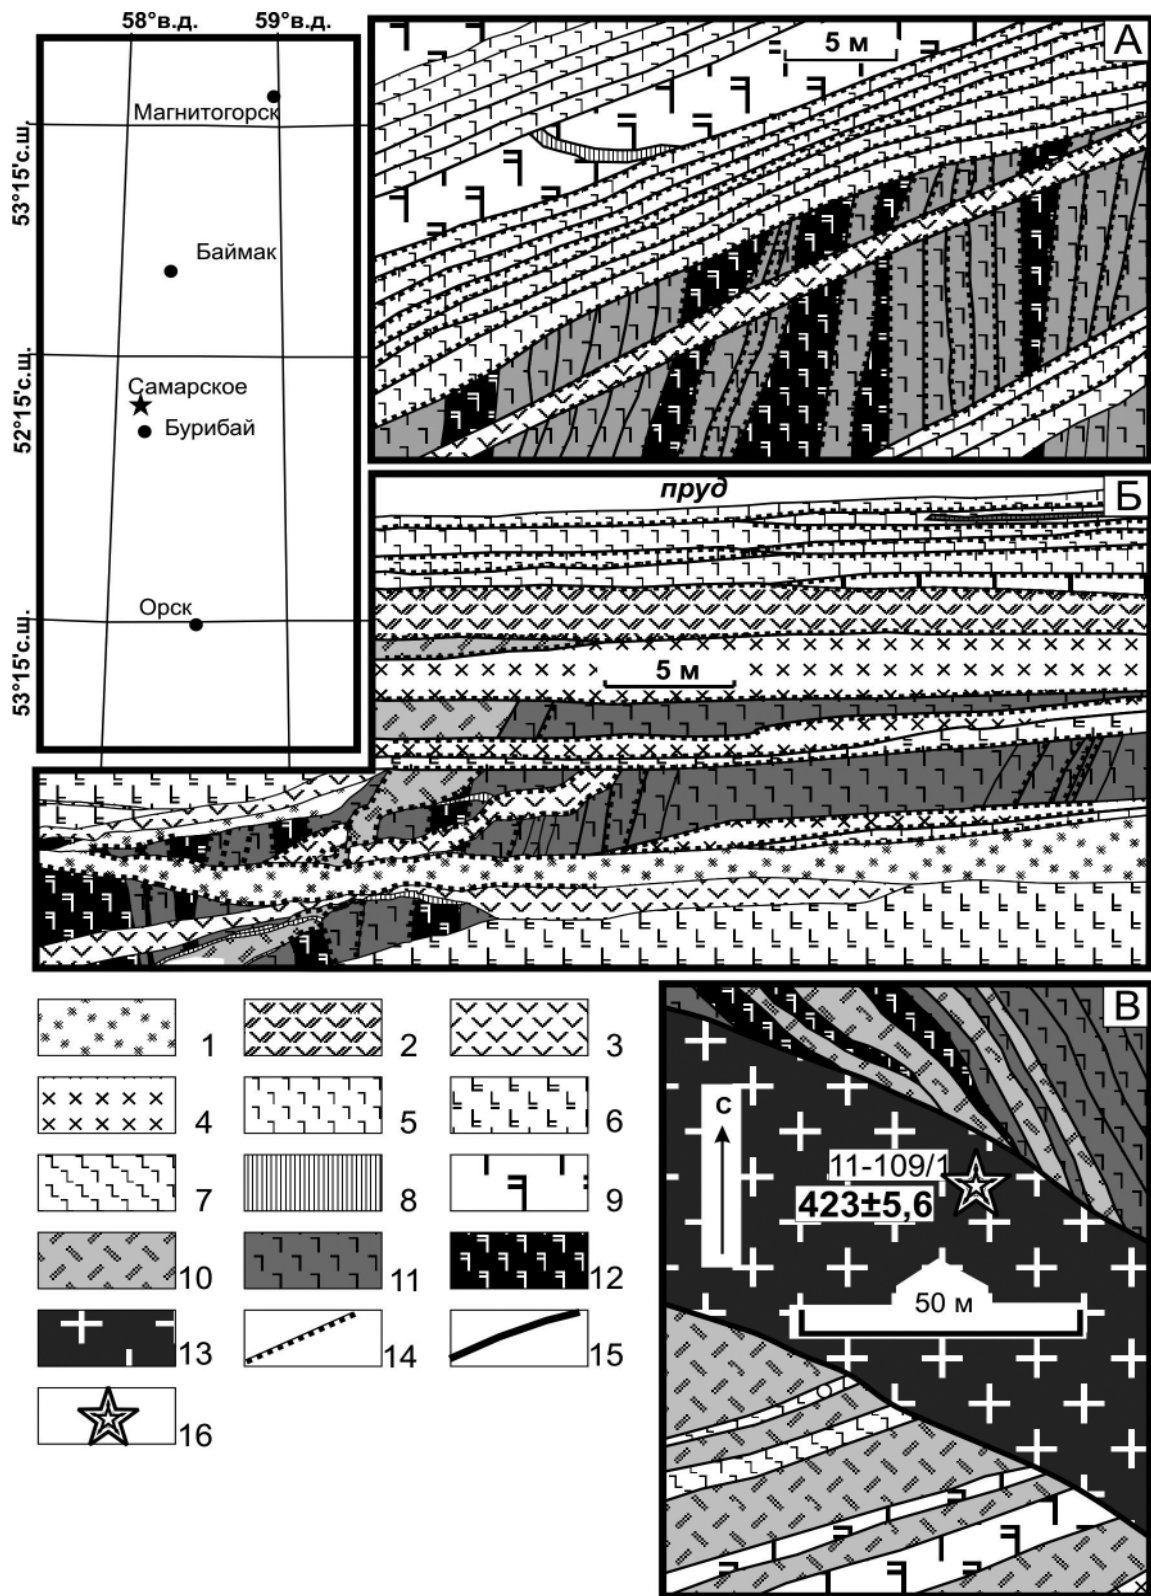 58°в.д.
59°в.д.
Магнитогорск
53°15'с.ш.
Баймак
52°15'с.ш.
Самарское
Бурибай
Орск
53°15'с.ш.
5 м
А
пруд
Б
5 м
В
с
11-109/1
423±5,6
50 м
1
2
3
4
5
6
7
8
9
10
11
12
13
14
15
16